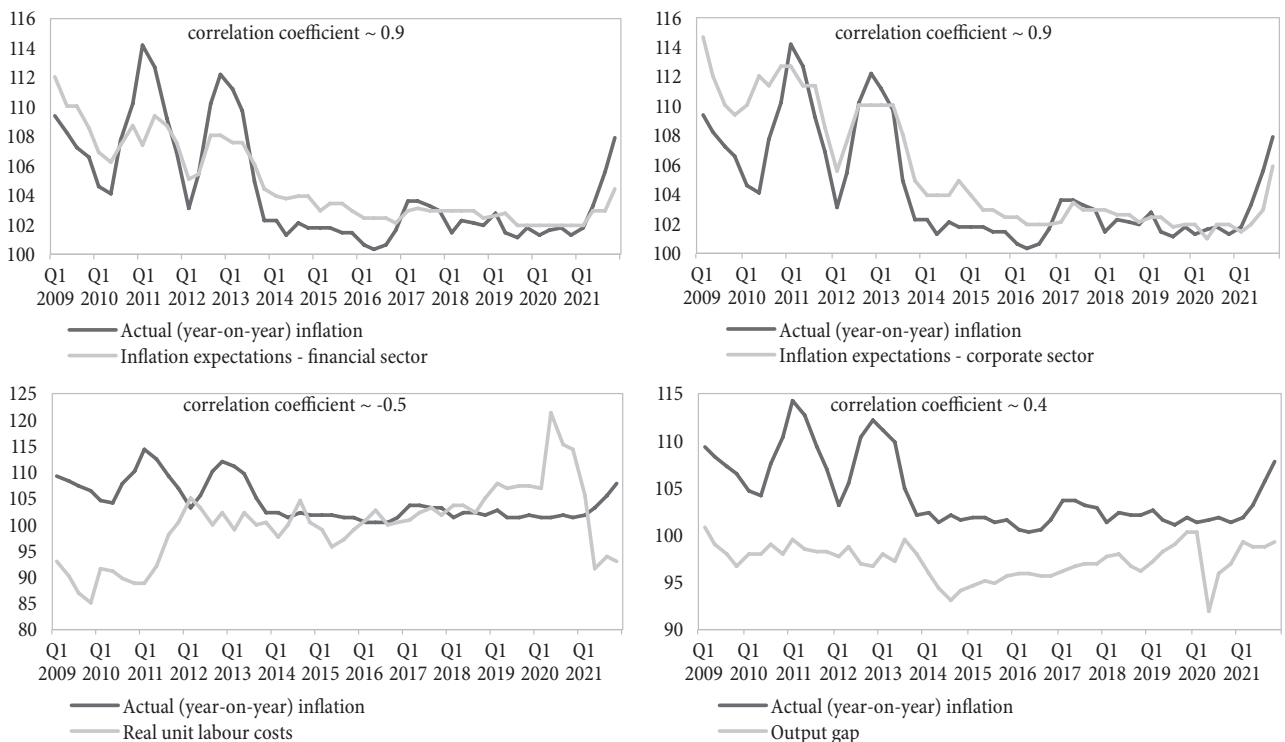 correlation coefficient ~ 0.9
116
114
112
110
108
106
104
102
100
Q1 Q1 Q1 Q1 Q1 Q1 Q1 Q1 Q1 Q1 Q1 Q1 Q1
2009 2010 2011 2012 2013 2014 2015 2016 2017 2018 2019 2020 2021
Actual (year-on-year) inflation
Inflation expectations - financial sector
correlation coefficient ~ 0.9
116
114
112
110
108
106
104
102
100
Q1 Q1 Q1 Q1 Q1 Q1 Q1 Q1 Q1 Q1 Q1 Q1 Q1
2009 2010 2011 2012 2013 2014 2015 2016 2017 2018 2019 2020 2021
Actual (year-on-year) inflation
Inflation expectations - corporate sector
correlation coefficient ~ -0.5
125
120
115
110
105
100
95
90
85
80
Q1 Q1 Q1 Q1 Q1 Q1 Q1 Q1 Q1 Q1 Q1 Q1 Q1
2009 2010 2011 2012 2013 2014 2015 2016 2017 2018 2019 2020 2021
Actual (year-on-year) inflation
Real unit labour costs
correlation coefficient ~ 0.4
115
110
105
100
95
90
Q1 Q1 Q1 Q1 Q1 Q1 Q1 Q1 Q1 Q1 Q1 Q1 Q1
2009 2010 2011 2012 2013 2014 2015 2016 2017 2018 2019 2020 2021
Actual (year-on-year) inflation
Output gap